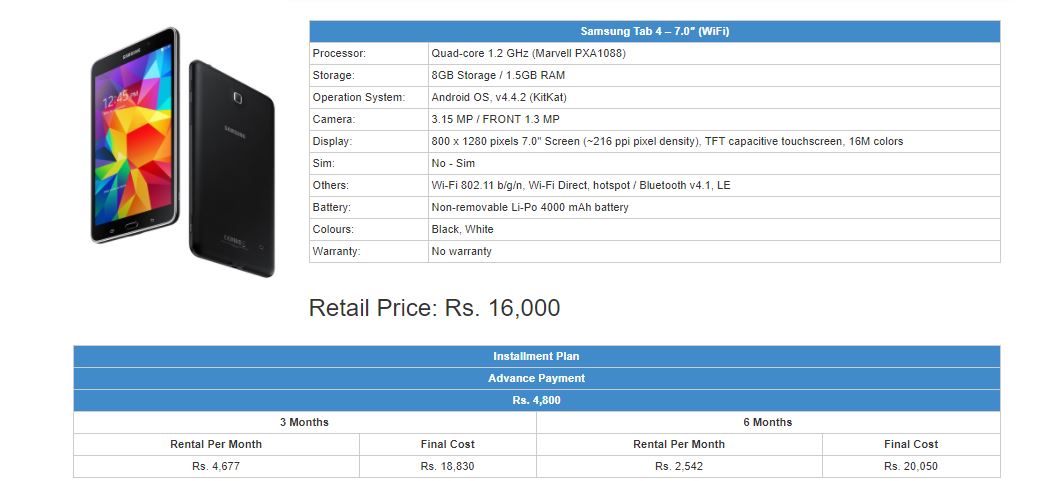 SAMSUNG
12:45 PM
SAMSUNG
Samsung Tab 4 – 7.0″ (WiFi)
Processor: Quad-core 1.2 GHz (Marvell PXA1088)
Storage: 8GB Storage / 1.5GB RAM
Operation System: Android OS, v4.4.2 (KitKat)
Camera: 3.15 MP / FRONT 1.3 MP
Display: 800 x 1280 pixels 7.0" Screen (~216 ppi pixel density), TFT capacitive touchscreen, 16M colors
Sim: No - Sim
Others: Wi-Fi 802.11 b/g/n, Wi-Fi Direct, hotspot / Bluetooth v4.1, LE
Battery: Non-removable Li-Po 4000 mAh battery
Colours: Black, White
Warranty: No warranty
Retail Price: Rs. 16,000
Installment Plan
Advance Payment
Rs. 4,800
3 Months 6 Months
Rental Per Month Final Cost Rental Per Month Final Cost
Rs. 4,677 Rs. 18,830 Rs. 2,542 Rs. 20,050